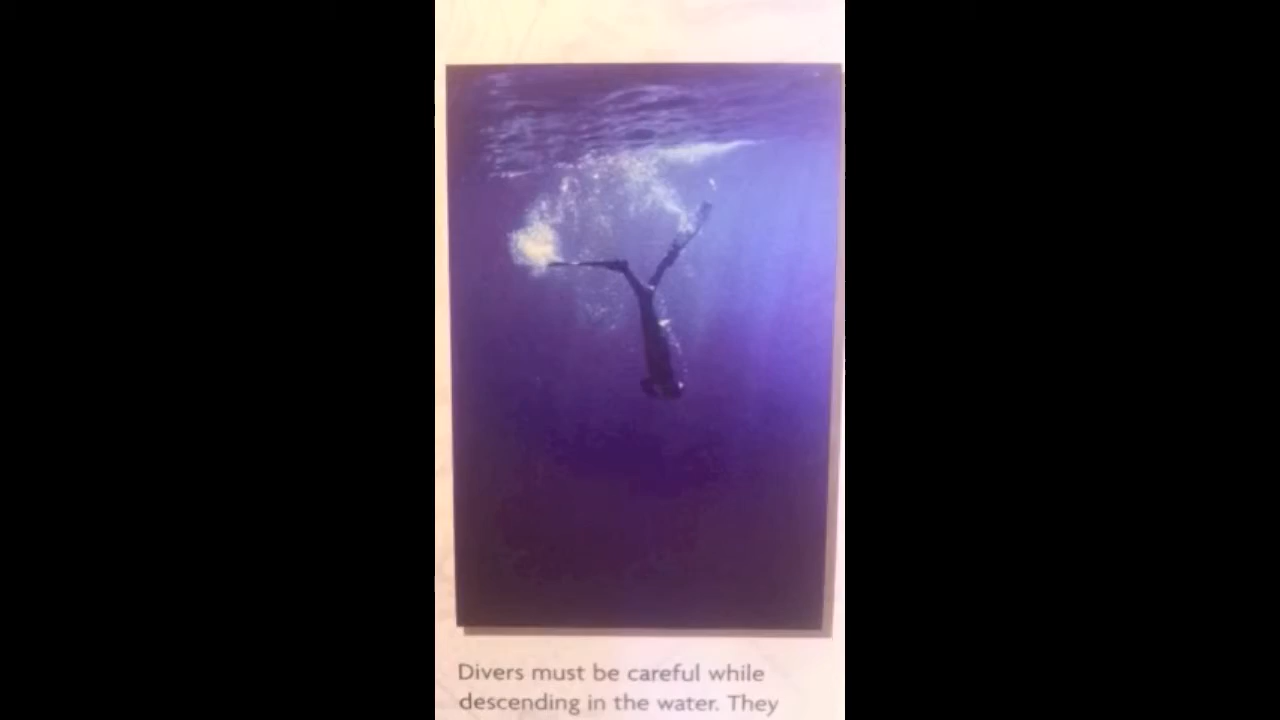 Divers must be careful while
descending in the water. They